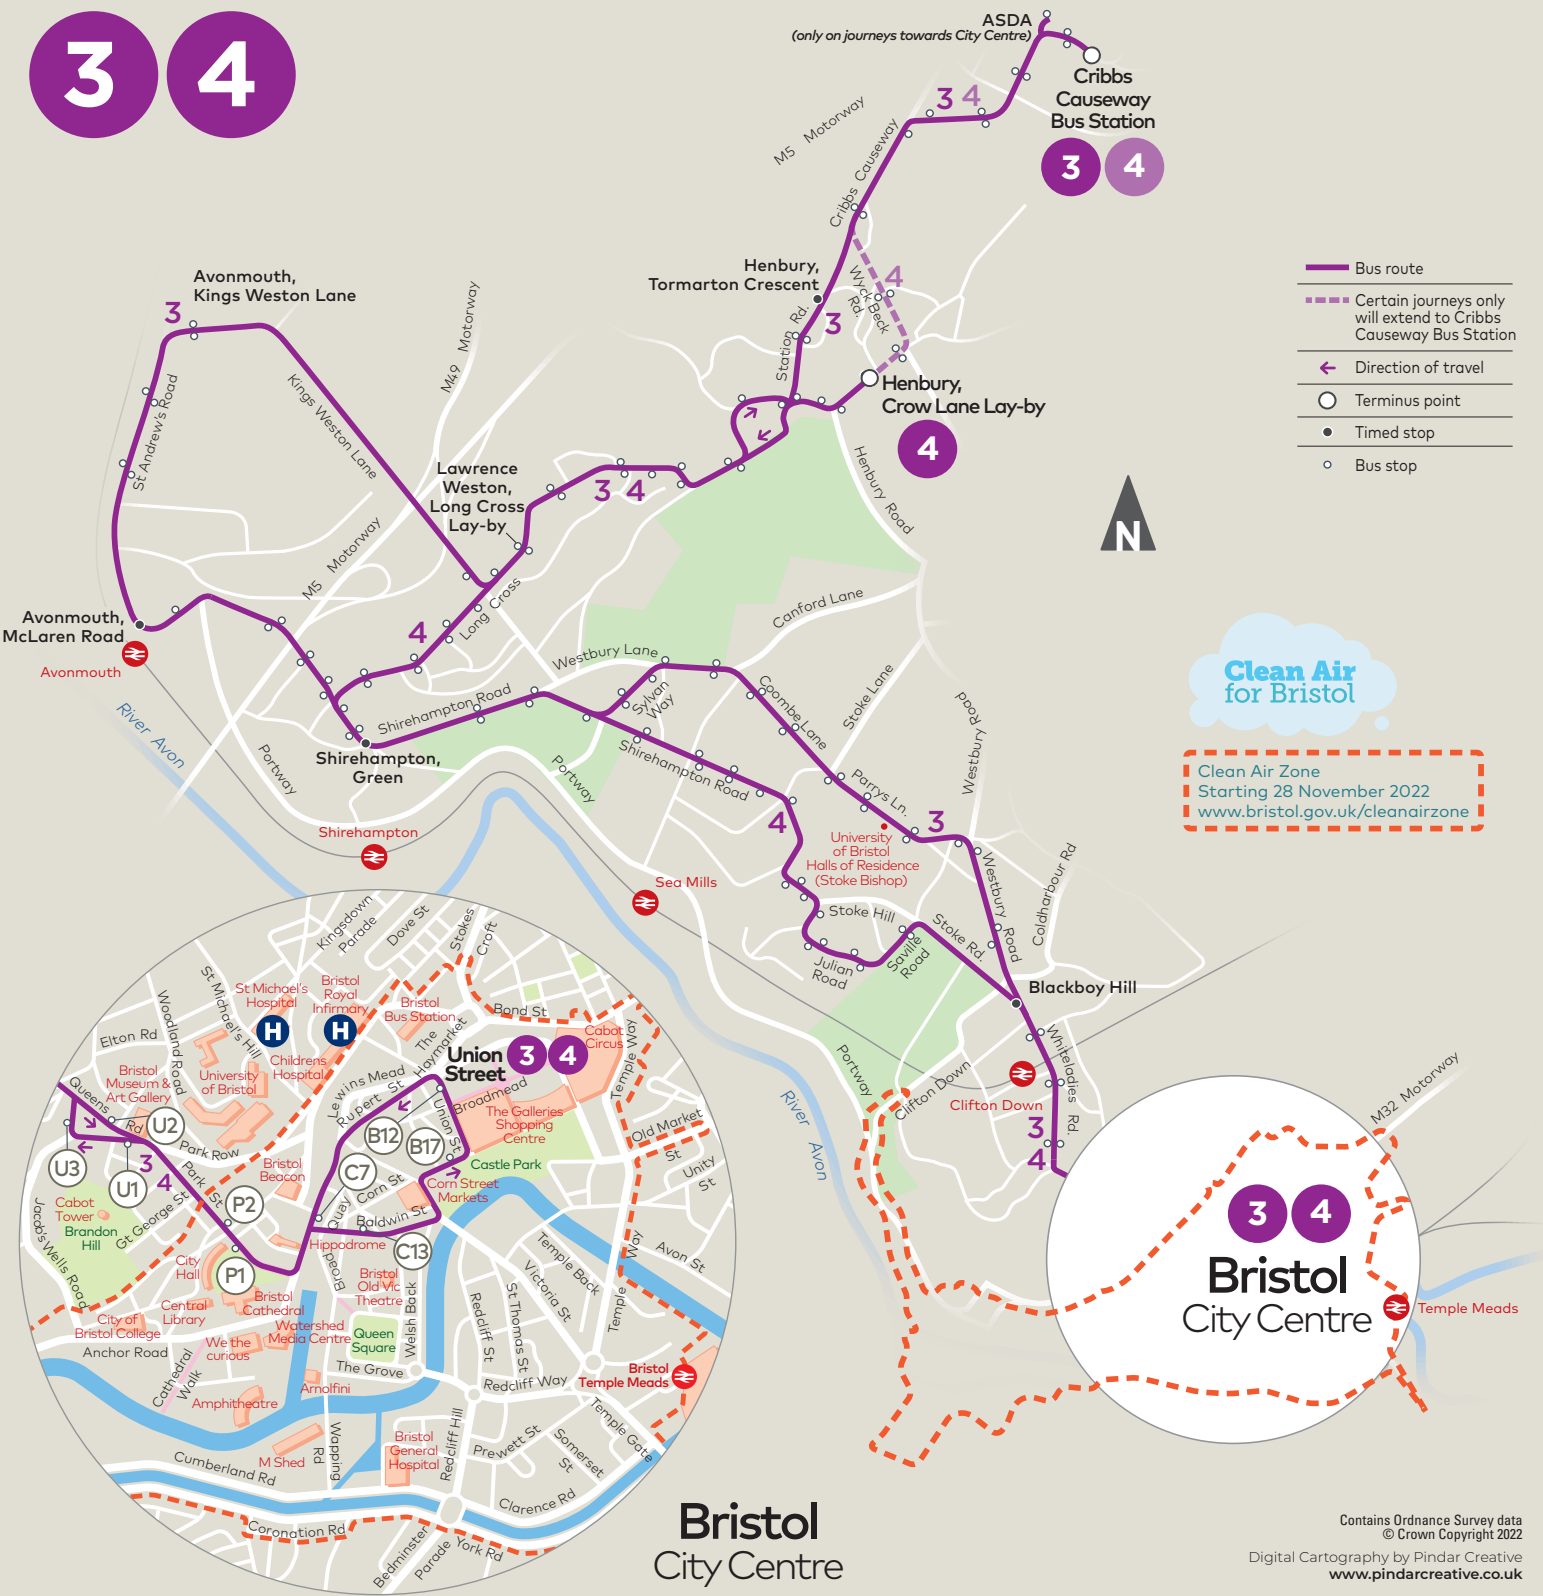 3 4
ASDA
(only on journeys towards City Centre)
Cribbs
Causeway
Bus Station
3 4
3 4
M5 Motorway
Cribbs Causeway
Henbury,
Tormarton Crescent
4
Wyck Beck
Rd.
Station Rd.
3
Henbury,
Crow Lane Lay-by
4
Henbury Road
Bus route
Certain journeys only
will extend to Cribbs
Causeway Bus Station
Direction of travel
Terminus point
Timed stop
Bus stop
N
Avonmouth,
Kings Weston Lane
3
M49 Motorway
Kings Weston Lane
St Andrew's Road
Lawrence
Weston,
Long Cross
Lay-by
3 4
M5 Motorway
Long Cross
4
Avonmouth,
McLaren Road
Avonmouth
River Avon
Portway
Shirehampton Road
Shirehampton,
Green
Shirehampton
Westbury Lane
Canford Lane
Sylvan
Way
Coombe Lane
Stoke Lane
Westbury Road
Shirehampton Road
Portway
Parrys Ln.
4
3
University
of Bristol
Halls of Residence
(Stoke Bishop)
Sea Mills
Stoke Hill
Stoke Rd.
Saville
Road
Julian
Road
Westbury Road
Coldharbour Rd
Blackboy Hill
Whiteladies Rd.
Portway
Clifton Down
Clifton Down
River Avon
3
4
M32 Motorway
Clean Air
for Bristol
Clean Air Zone
Starting 28 November 2022
www.bristol.gov.uk/cleanairzone
3 4
Bristol
City Centre
Temple Meads
Kingsdown
Parade
Dove St
Stokes
Croft
St Michael's Hill
Woodland Road
Elton Rd
St Michael's
Hospital
H
Bristol
Royal
Infirmary
H
Bristol
Bus Station
Bond St
Cabot
Circus
Temple Way
The
Haymarket
Union
Street
3 4
Childrens
Hospital
University
of Bristol
Bristol
Museum &
Art Gallery
Queens
Rd
Lewins Mead
Rupert St
Union St
Broadmead
The Galleries
Shopping
Centre
Old Market
St
Unity
St
Castle Park
U2
U3
U1
3
4
Park Row
Park St
P2
P1
B12
B17
C7
C13
Corn St
Corn Street
Markets
Baldwin St
Quay
Bristol
Beacon
Hippodrome
Broad
Cabot
Tower
Brandon
Hill
Jacob's Wells Road
Gt George St
City
Hall
Bristol
Cathedral
Central
Library
City of
Bristol College
Anchor Road
We the
curious
Watershed
Media Centre
Bristol
Old Vic
Theatre
Queen
Square
Welsh Back
The Grove
Redcliff St
St Thomas St
Victoria St
Temple Back
Temple Way
Avon St
Redcliff Way
Bristol
Temple Meads
Cathedral
Walk
Amphitheatre
Arnolfini
M Shed
Wapping
Rd
Bristol
General
Hospital
Redcliff Hill
Prewett St
Somerset
St
Temple Gate
Cumberland Rd
Clarence Rd
Coronation Rd
Bedminster
Parade
York Rd
Bristol
City Centre
Contains Ordnance Survey data
© Crown Copyright 2022
Digital Cartography by Pindar Creative
www.pindarcreative.co.uk